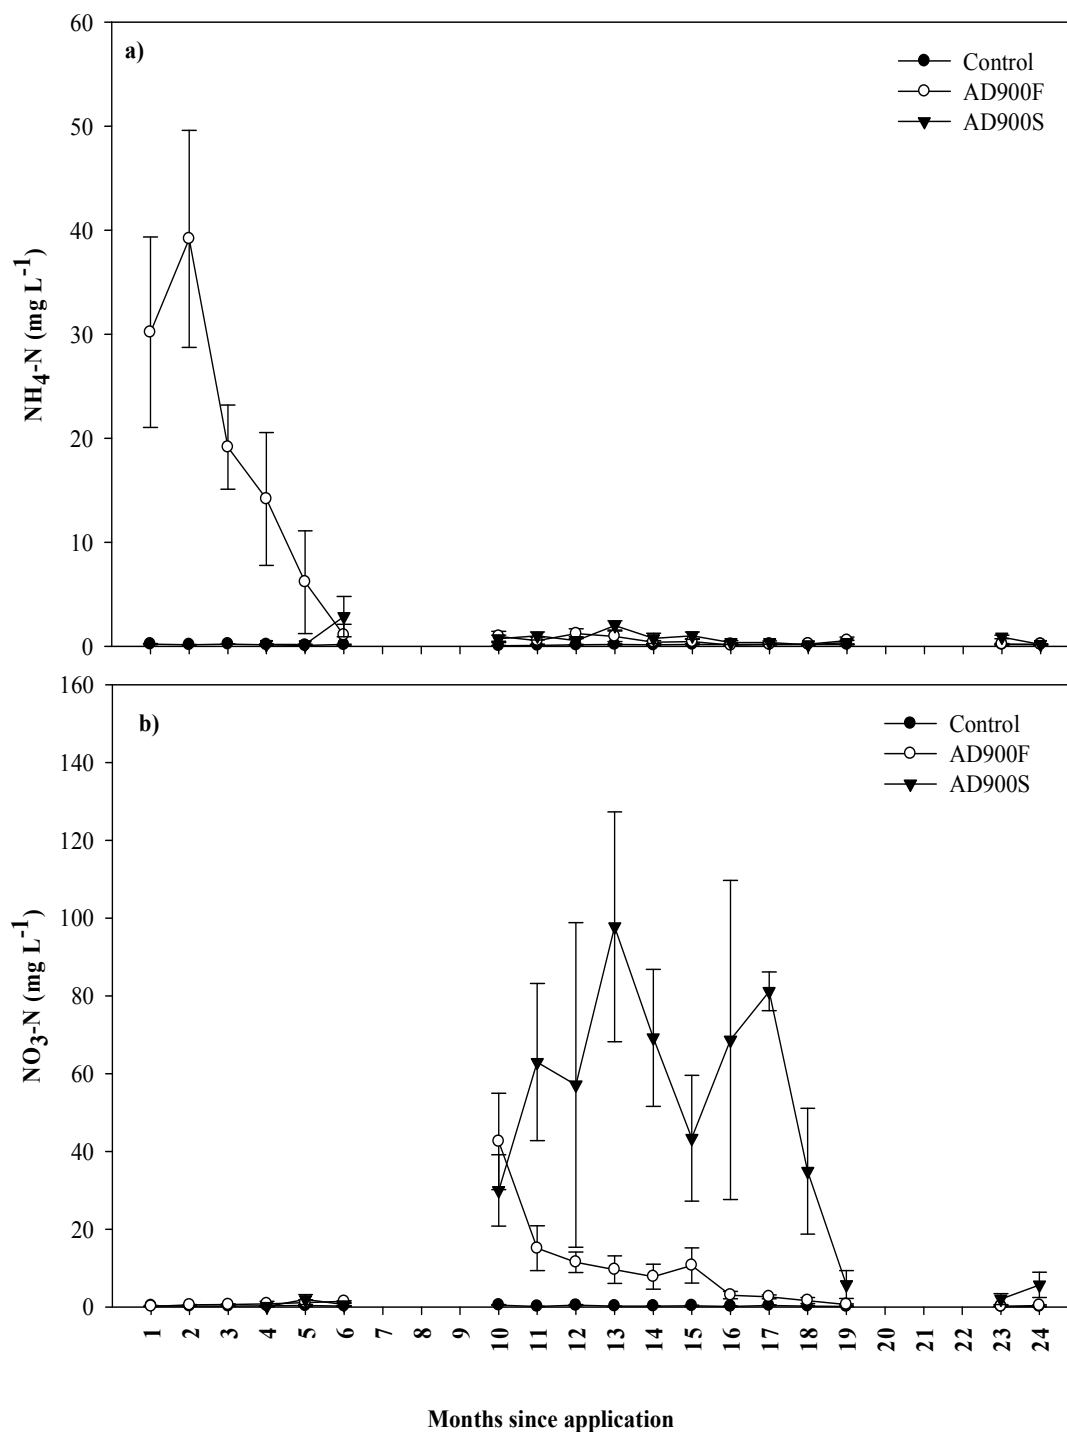 a)
Control
AD900F
AD900S
60
50
40
30
20
10
0
NH4-N (mg L-1)
b)
Control
AD900F
AD900S
160
140
120
100
80
60
40
20
0
NO3-N (mg L-1)
1 2 3 4 5 6 7 8 9 10 11 12 13 14 15 16 17 18 19 20 21 22 23 24
Months since application